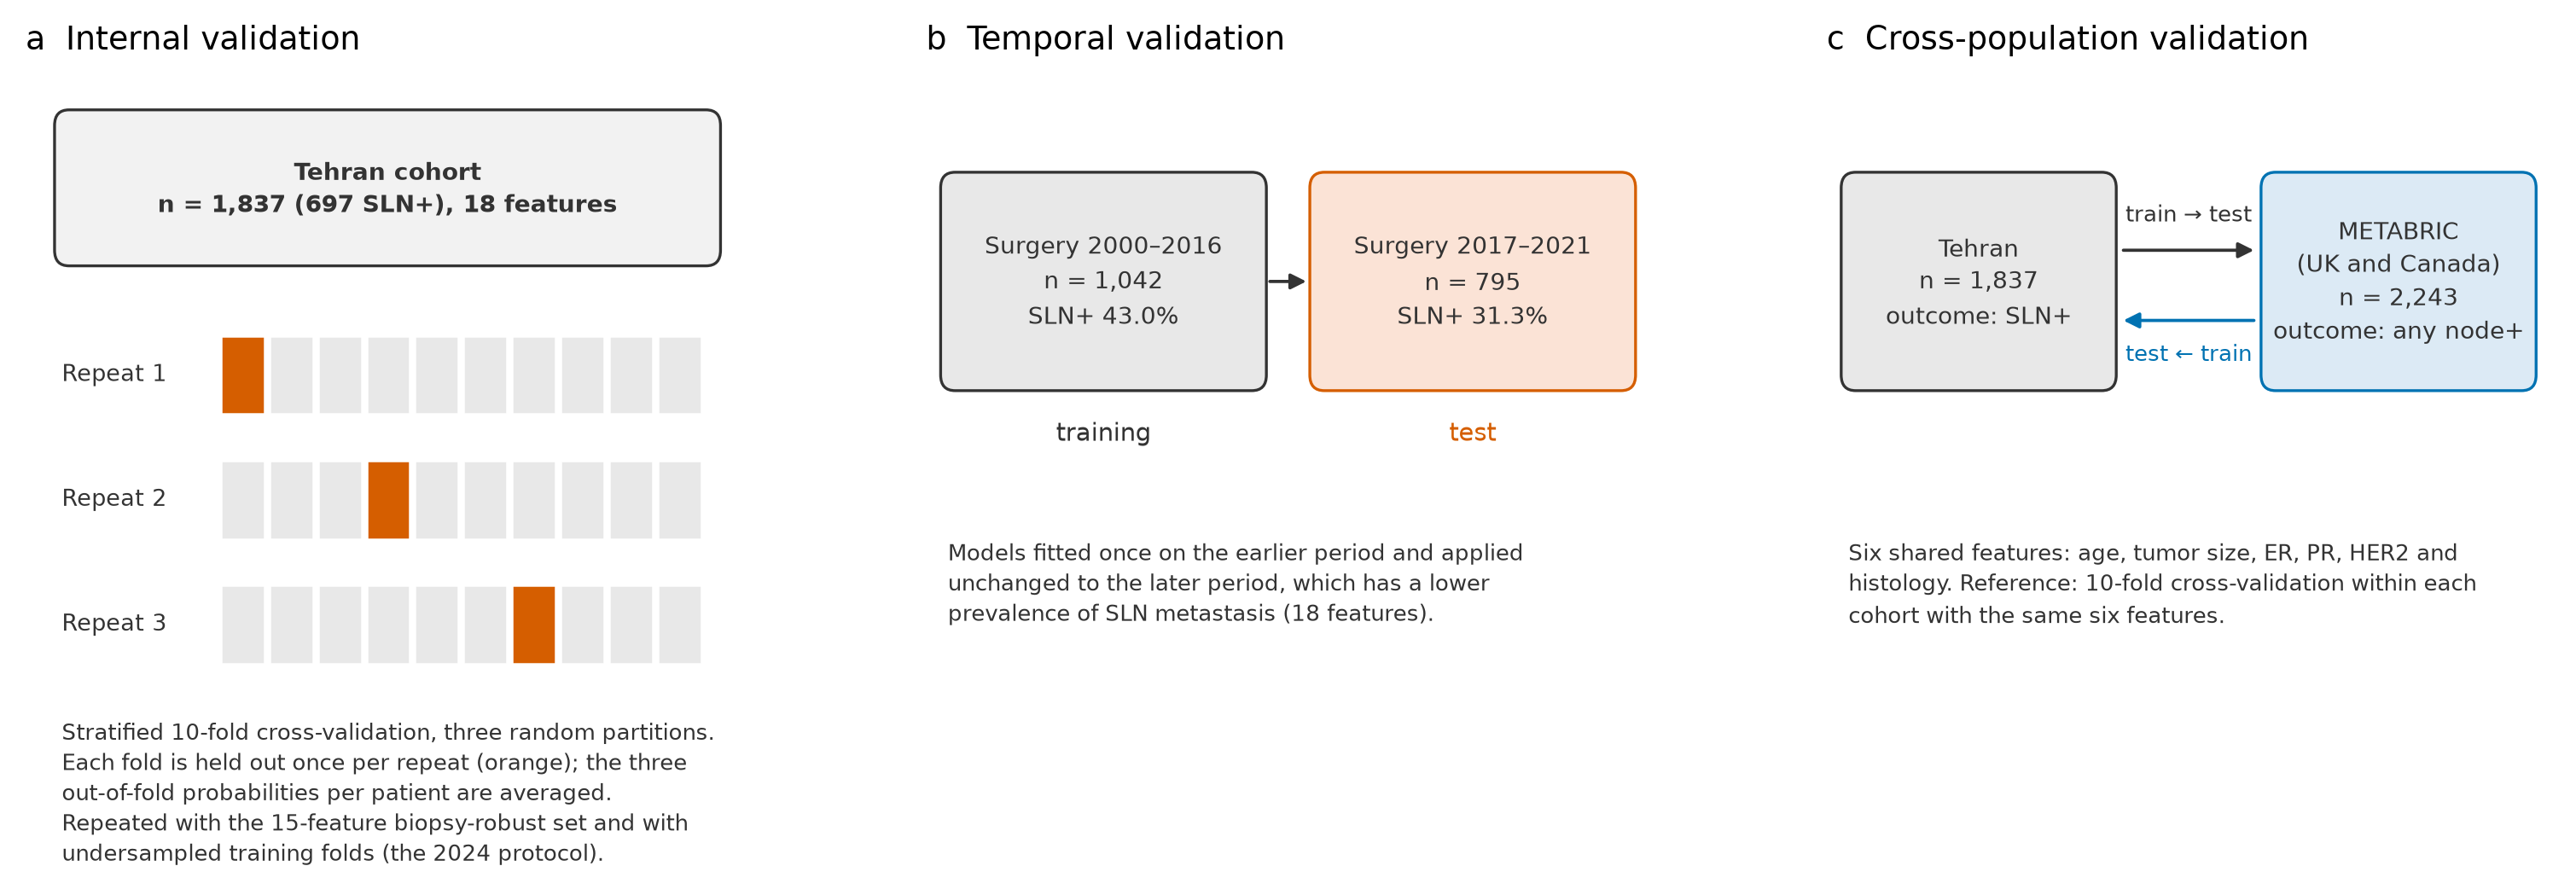 a Internal validation
Tehran cohort
n = 1,837 (697 SLN+), 18 features
Repeat 1
Repeat 2
Repeat 3
Stratified 10-fold cross-validation, three random partitions.
Each fold is held out once per repeat (orange); the three
out-of-fold probabilities per patient are averaged.
Repeated with the 15-feature biopsy-robust set and with
undersampled training folds (the 2024 protocol).
b Temporal validation
Surgery 2000–2016
n = 1,042
SLN+ 43.0%
training
Surgery 2017–2021
n = 795
SLN+ 31.3%
test
Models fitted once on the earlier period and applied
unchanged to the later period, which has a lower
prevalence of SLN metastasis (18 features).
c Cross-population validation
Tehran
n = 1,837
outcome: SLN+
train → test
test ← train
METABRIC
(UK and Canada)
n = 2,243
outcome: any node+
Six shared features: age, tumor size, ER, PR, HER2 and
histology. Reference: 10-fold cross-validation within each
cohort with the same six features.